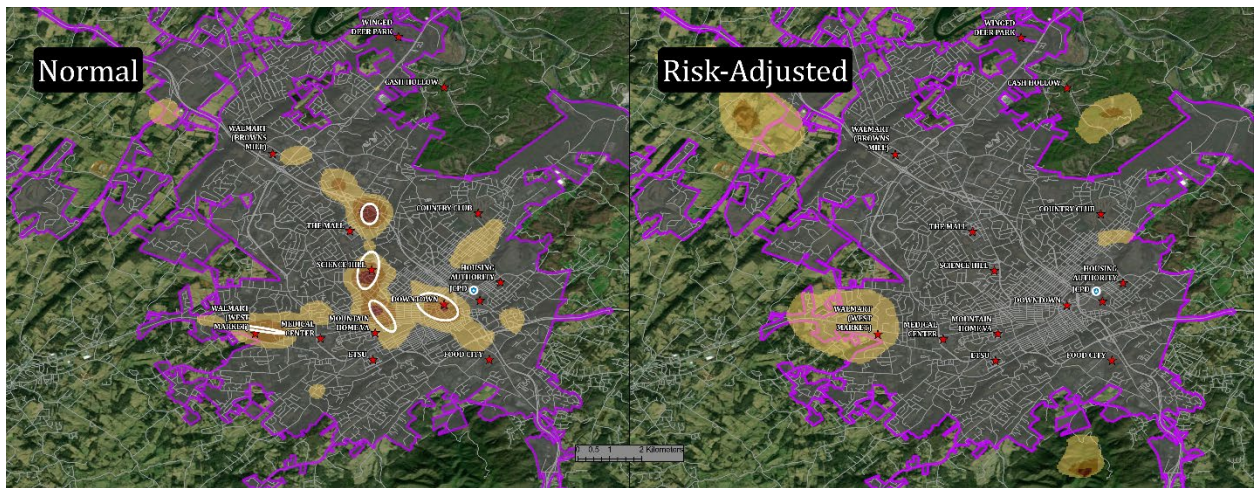 Normal
WINGED
DEER PARK
CASH HOLLOW
WALMART
(BROWNS
MILL)
COUNTRY CLUB
THE MALL
SCIENCE HILL
HOUSING
AUTHORITY
JCPD
DOWNTOWN
WALMART
(WEST
MARKET)
MEDICAL
CENTER
MOUNTAIN
HOME VA
ETSU
FOOD CITY
Risk-Adjusted
WINGED
DEER PARK
CASH HOLLOW
WALMART
(BROWNS
MILL)
COUNTRY CLUB
THE MALL
SCIENCE HILL
HOUSING
AUTHORITY
JCPD
DOWNTOWN
WALMART
(WEST
MARKET)
MEDICAL
CENTER
MOUNTAIN
HOME VA
ETSU
FOOD CITY
0 0.5 1 2 Kilometers